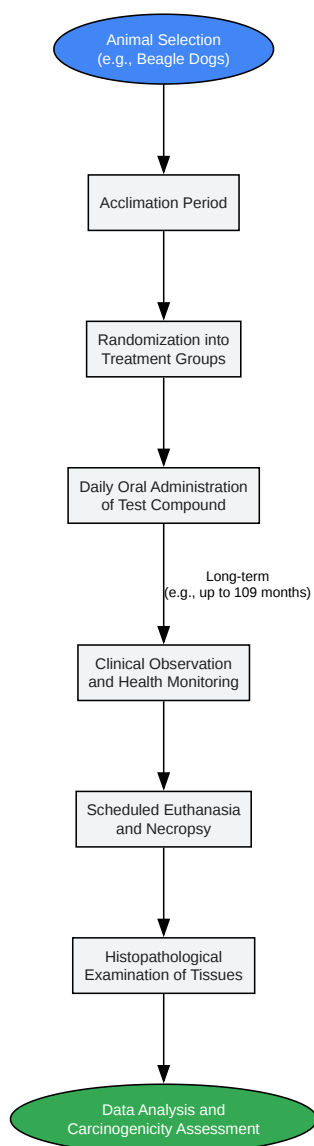 Animal Selection
(e.g., Beagle Dogs)
Acclimation Period
Randomization into
Treatment Groups
Daily Oral Administration
of Test Compound
Long-term
(e.g., up to 109 months)
Clinical Observation
and Health Monitoring
Scheduled Euthanasia
and Necropsy
Histopathological
Examination of Tissues
Data Analysis and
Carcinogenicity Assessment